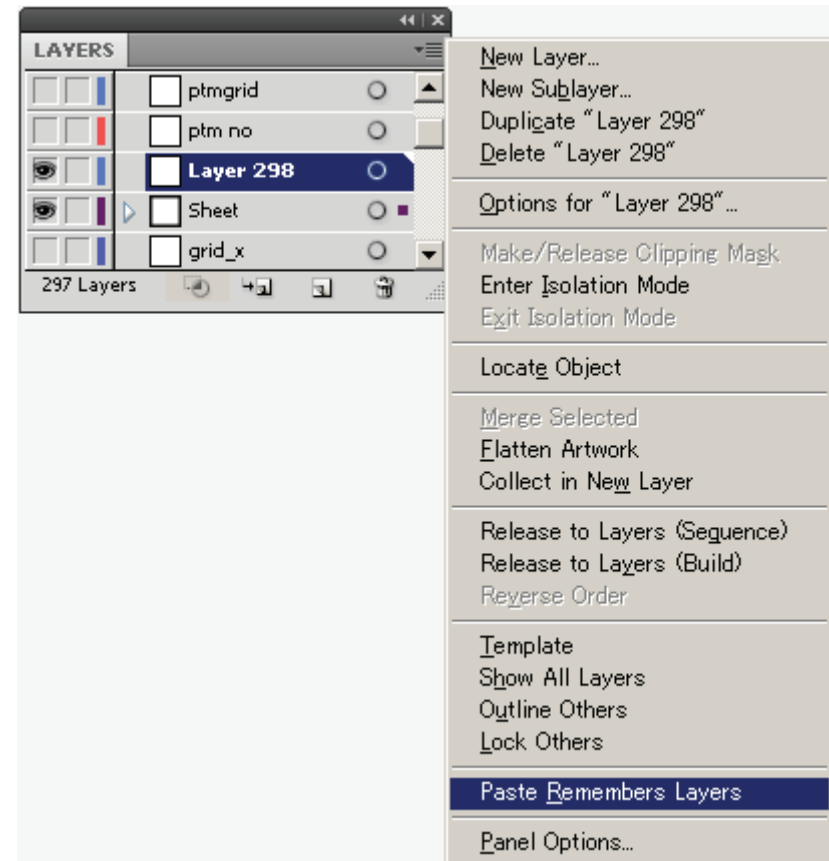 LAYERS
ptmgrid
ptm no
Layer 298
Sheet
grid_x
297 Layers
New Layer...
New Sublayer...
Duplicate "Layer 298"
Delete "Layer 298"
Options for "Layer 298"...
Make/Release Clipping Mask
Enter Isolation Mode
Exit Isolation Mode
Locate Object
Merge Selected
Flatten Artwork
Collect in New Layer
Release to Layers (Sequence)
Release to Layers (Build)
Reverse Order
Template
Show All Layers
Outline Others
Lock Others
Paste Remembers Layers
Panel Options...